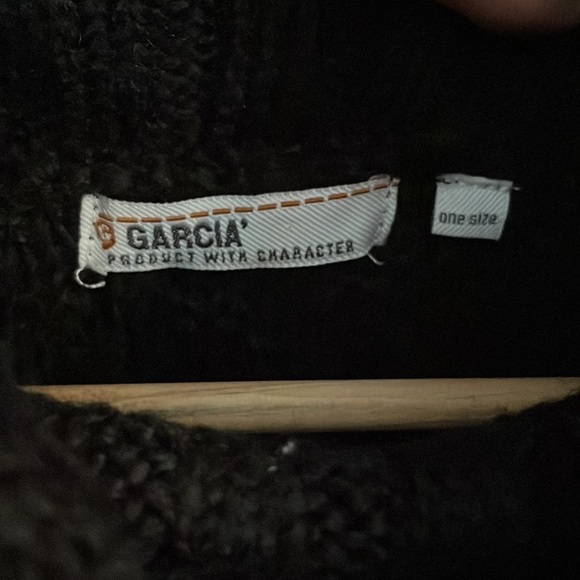 GARCIA'
PRODUCT WITH CHARACTER
one size